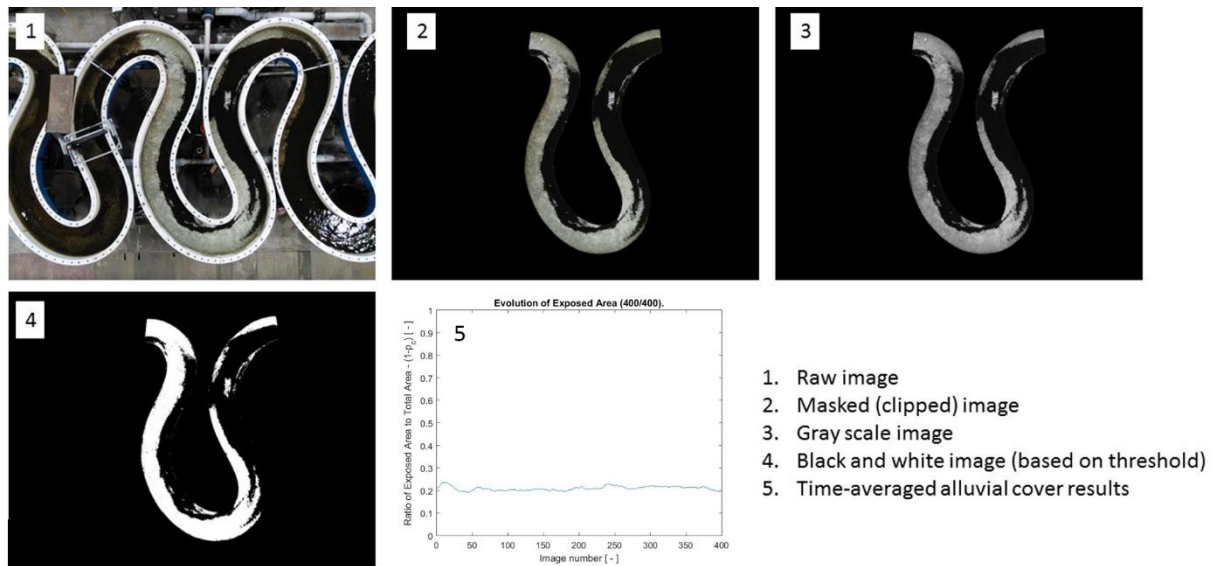 1
2
3
4
Evolution of Exposed Area (400/400).
5
Ratio of Exposed Area to Total Area - (1-p_c) [ - ]
1
0.9
0.8
0.7
0.6
0.5
0.4
0.3
0.2
0.1
0
0 50 100 150 200 250 300 350 400
Image number [ - ]
1. Raw image
2. Masked (clipped) image
3. Gray scale image
4. Black and white image (based on threshold)
5. Time-averaged alluvial cover results